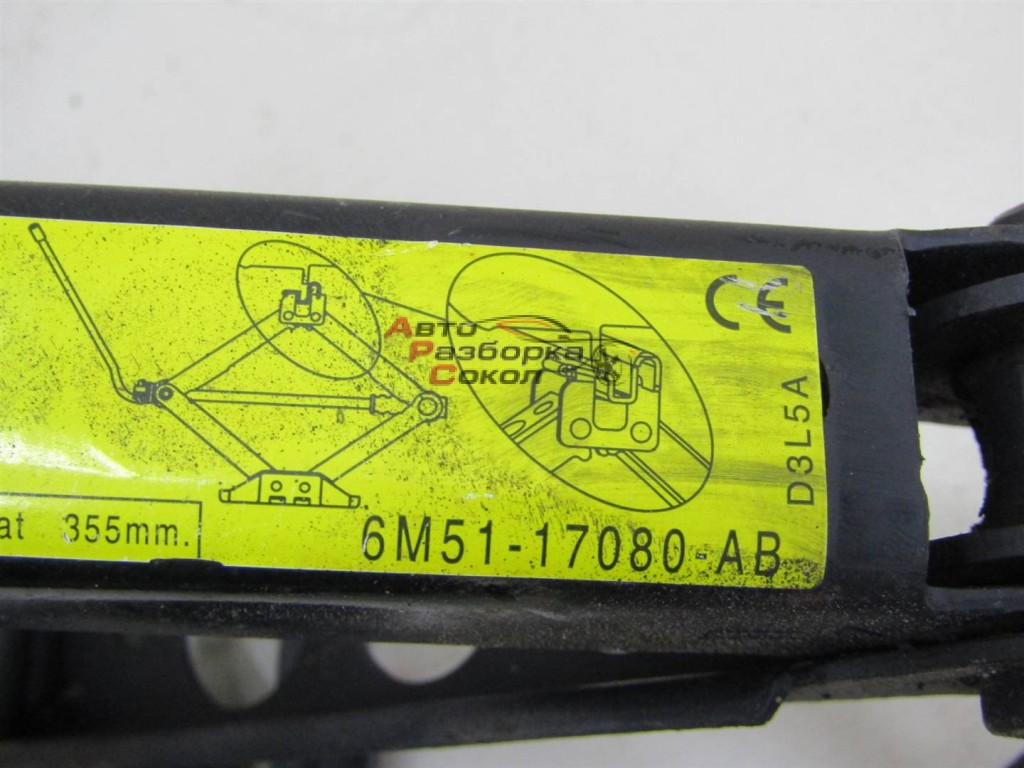 CE
Авто
Разборка
Сокол
D3L5A
at 355mm.
6M51-17080-AB